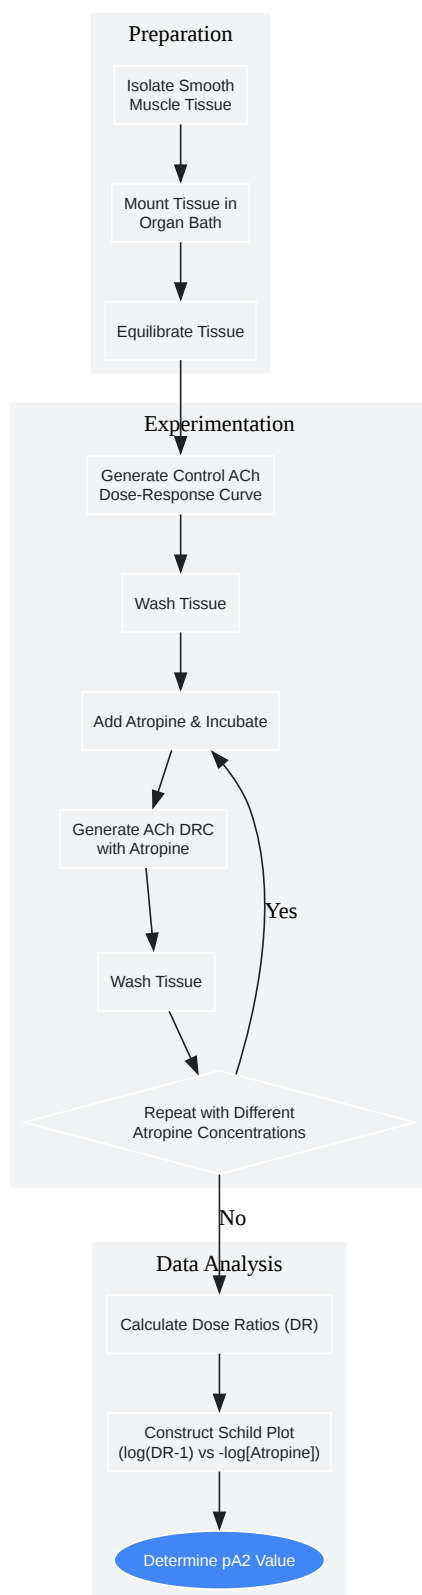 Preparation
Isolate Smooth
Muscle Tissue
Mount Tissue in
Organ Bath
Equilibrate Tissue
Experimentation
Generate Control ACh
Dose-Response Curve
Wash Tissue
Add Atropine & Incubate
Generate ACh DRC
with Atropine
Yes
Wash Tissue
Repeat with Different
Atropine Concentrations
No
Data Analysis
Calculate Dose Ratios (DR)
Construct Schild Plot
(log(DR-1) vs -log[Atropine])
Determine pA2 Value